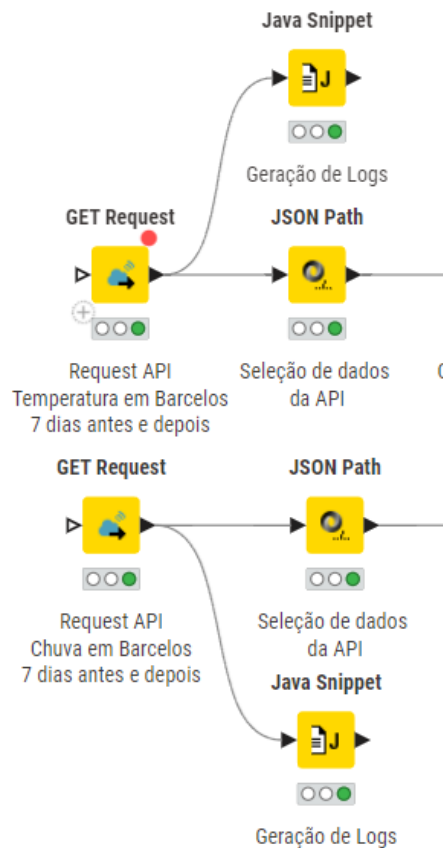 Java Snippet
J
Geração de Logs
GET Request
JSON Path
Request API
Temperatura em Barcelos
7 dias antes e depois
Seleção de dados
da API
GET Request
JSON Path
Request API
Chuva em Barcelos
7 dias antes e depois
Seleção de dados
da API
Java Snippet
J
Geração de Logs